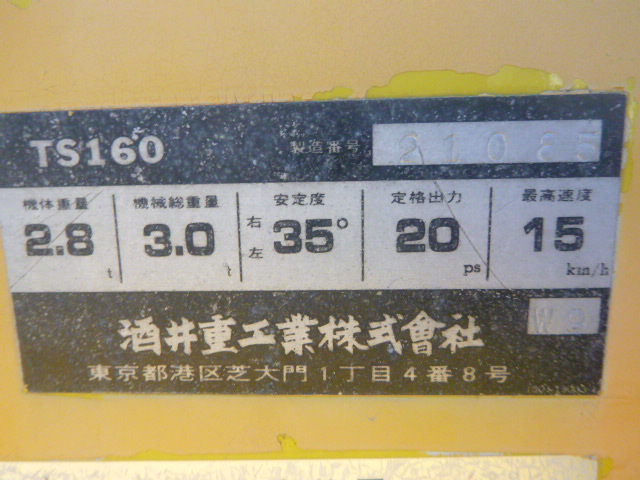 TS160 製造番号 21035
機体重量 機械総重量 安定度 定格出力 最高速度
2.8 t 3.0 t 右 左 35° 20 ps 15 km/h
W9
酒井重工業株式會社
東京都港区芝大門1丁目4番8号